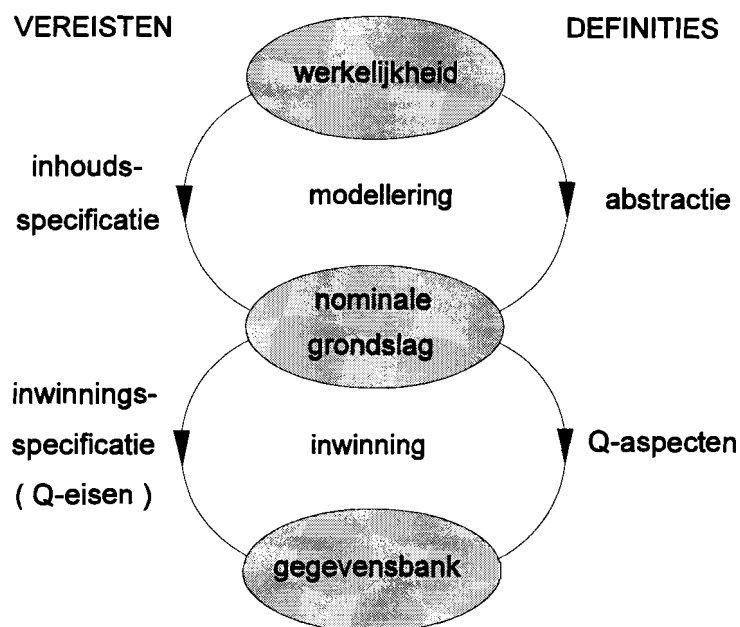 VEREISTEN
DEFINITIES
werkelijkheid
inhouds-
specificatie
modellering
abstractie
nominale
grondslag
inwinnings-
specificatie
( Q-eisen )
inwinning
Q-aspecten
gegevensbank